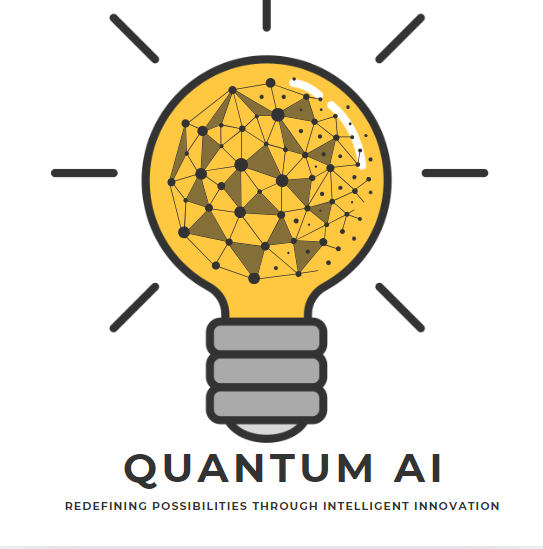 QUANTUM AI
REDEFINING POSSIBILITIES THROUGH INTELLIGENT INNOVATION